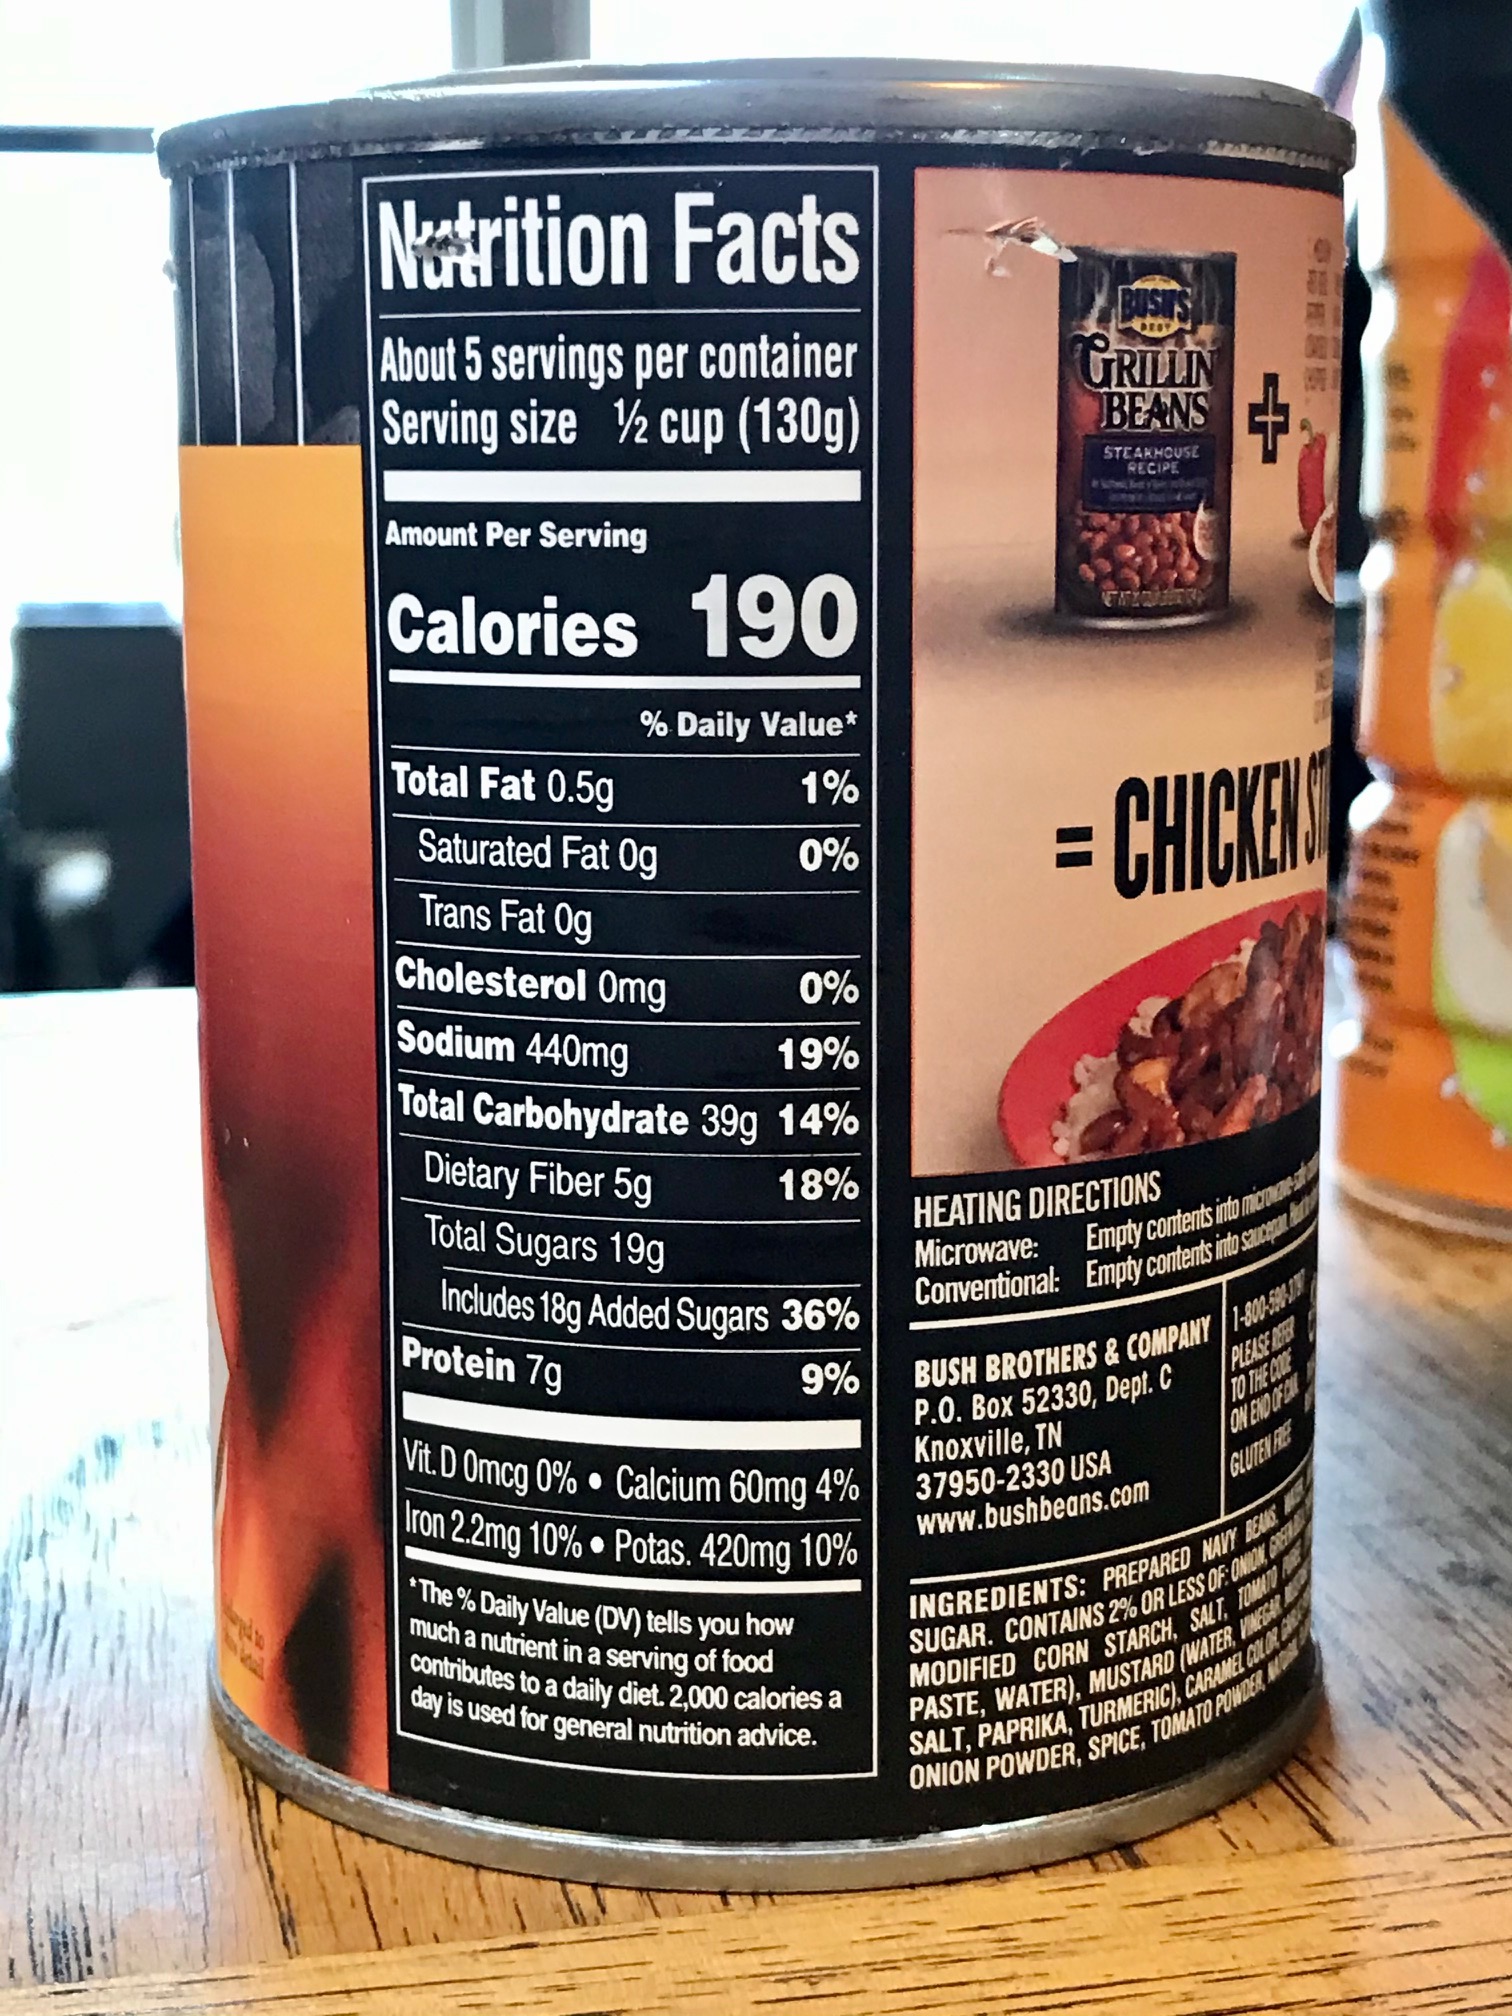 Nutrition Facts
About 5 servings per container
Serving size ½ cup (130g)
Amount Per Serving
Calories 190
% Daily Value*
Total Fat 0.5g 1%
Saturated Fat 0g 0%
Trans Fat 0g
Cholesterol 0mg 0%
Sodium 440mg 19%
Total Carbohydrate 39g 14%
Dietary Fiber 5g 18%
Total Sugars 19g
Includes 18g Added Sugars 36%
Protein 7g 9%
Vit. D 0mcg 0% • Calcium 60mg 4%
Iron 2.2mg 10% • Potas. 420mg 10%
*The % Daily Value (DV) tells you how
much a nutrient in a serving of food
contributes to a daily diet. 2,000 calories a
day is used for general nutrition advice.
BUSH'S
BEST
GRILLIN'
BEANS
STEAKHOUSE
RECIPE
+
= CHICKEN
HEATING DIRECTIONS
Microwave: Empty contents into
Conventional: Empty contents into saucepan.
BUSH BROTHERS & COMPANY
P.O. Box 52330, Dept. C
Knoxville, TN
37950-2330 USA
www.bushbeans.com
PLEASE REFER
TO THE CODE
ON END OF CAN.
GLUTEN FREE
INGREDIENTS: PREPARED NAVY BEANS,
SUGAR. CONTAINS 2% OR LESS OF: ONION,
MODIFIED CORN STARCH, SALT, TOMATO
PASTE, WATER), MUSTARD (WATER, VINEGAR,
SALT, PAPRIKA, TURMERIC), CARAMEL COLOR,
ONION POWDER, SPICE, TOMATO POWDER,